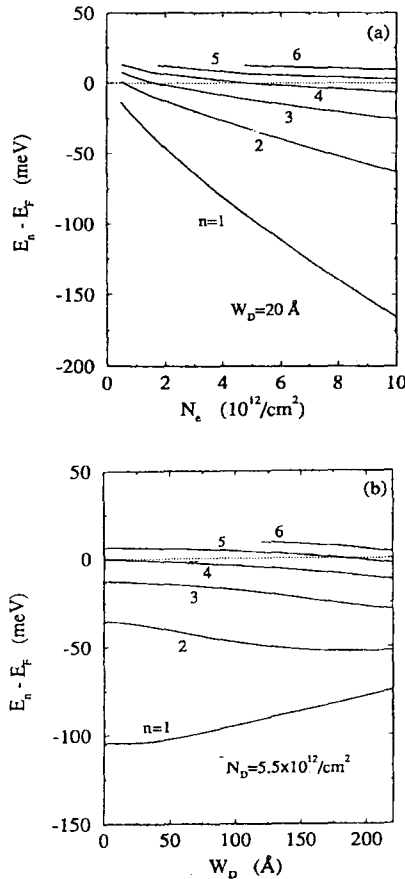 (a)
50
0
-50
-100
-150
-200
E_n - E_F (meV)
5
6
4
3
2
n=1
W_D=20 Å
0 2 4 6 8 10
N_e (10^12/cm^2)
(b)
50
0
-50
-100
-150
E_n - E_F (meV)
6
5
4
3
2
n=1
N_D=5.5x10^12/cm^2
0 50 100 150 200
W_D (Å)